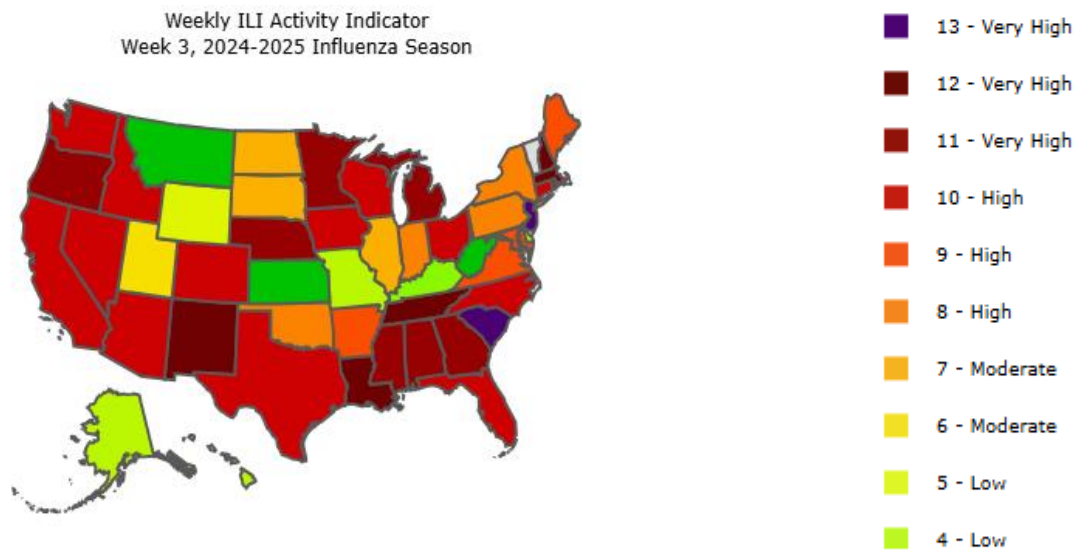 Weekly ILI Activity Indicator
Week 3, 2024-2025 Influenza Season
13 - Very High
12 - Very High
11 - Very High
10 - High
9 - High
8 - High
7 - Moderate
6 - Moderate
5 - Low
4 - Low